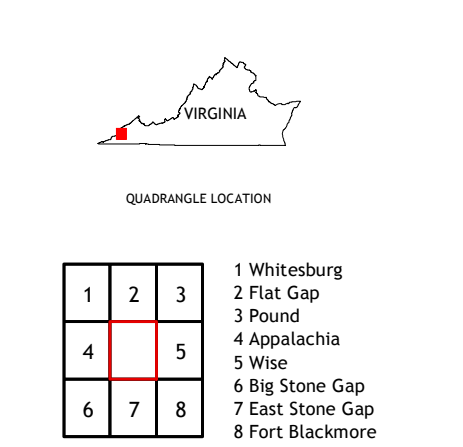 VIRGINIA
QUADRANGLE LOCATION
1 2 3
4 5
6 7 8
1 Whitesburg
2 Flat Gap
3 Pound
4 Appalachia
5 Wise
6 Big Stone Gap
7 East Stone Gap
8 Fort Blackmore